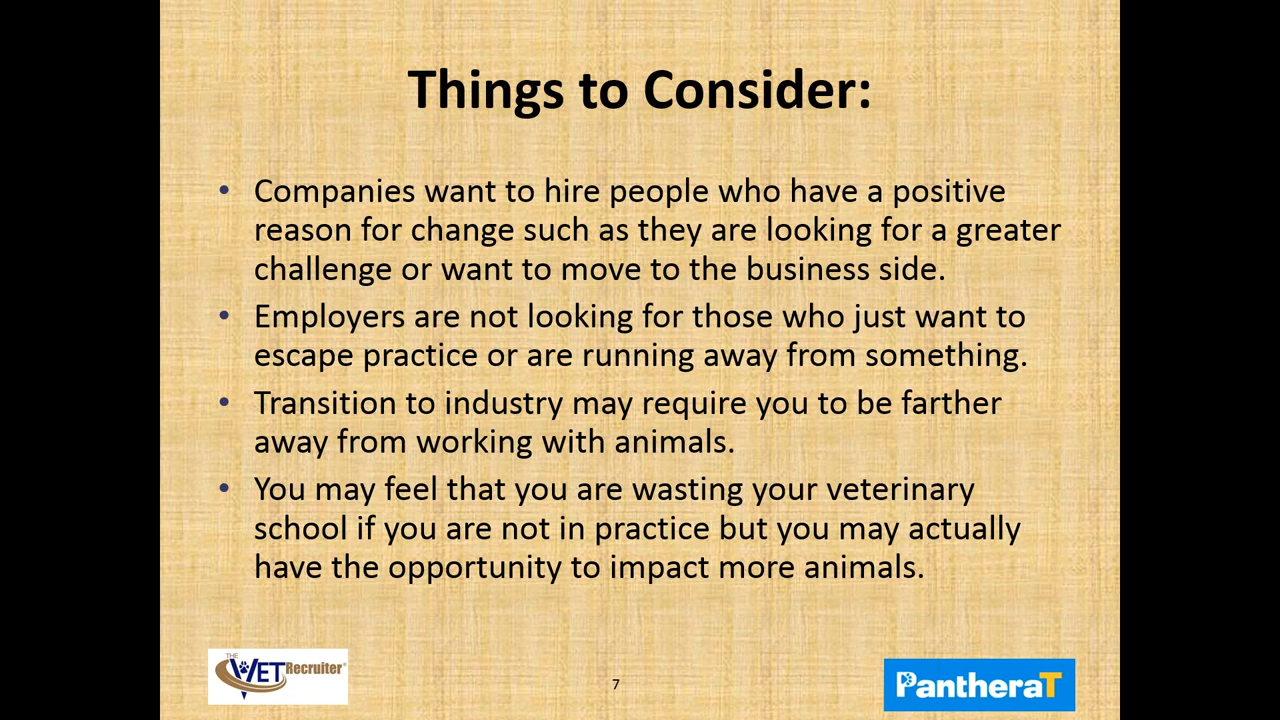 Things to Consider:
• Companies want to hire people who have a positive
reason for change such as they are looking for a greater
challenge or want to move to the business side.
• Employers are not looking for those who just want to
escape practice or are running away from something.
• Transition to industry may require you to be farther
away from working with animals.
• You may feel that you are wasting your veterinary
school if you are not in practice but you may actually
have the opportunity to impact more animals.
THE
VET Recruiter®
7
PantheraT